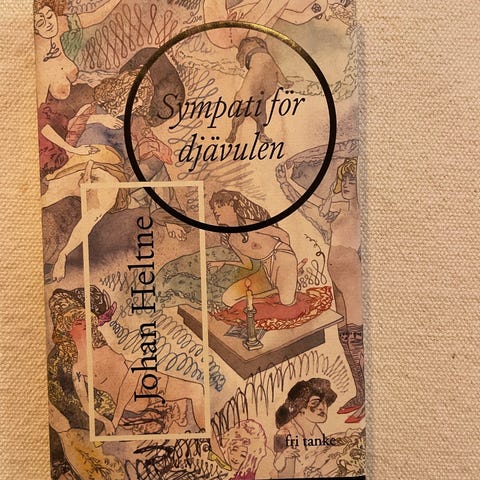 Sympati för
djävulen
Johan Heltne
fri tanke